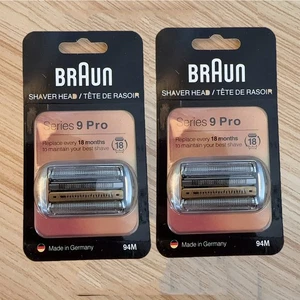 BRAUN
SHAVER HEAD / TÊTE DE RASOIR
Series 9 Pro
Replace every 18 months
to maintain your best shave
18
Made in Germany
94M
BRAUN
SHAVER HEAD / TÊTE DE RASOIR
Series 9 Pro
Replace every 18 months
to maintain your best shave
18
Made in Germany
94M